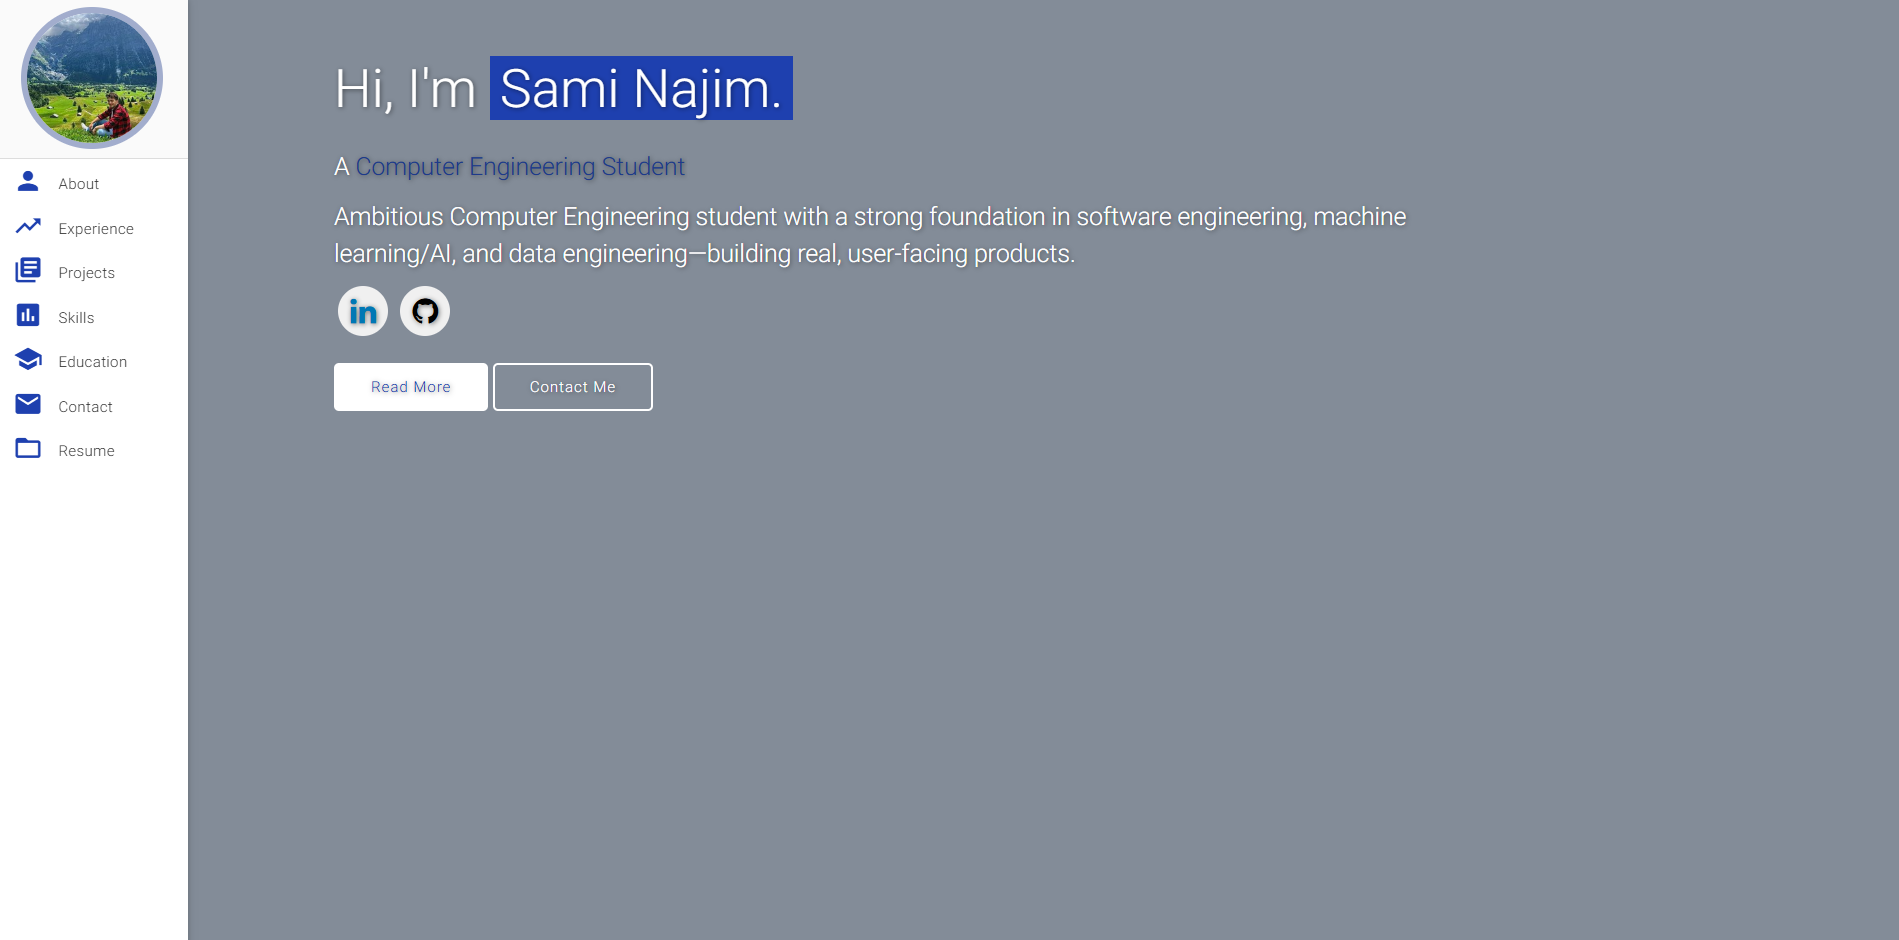 About
Experience
Projects
Skills
Education
Contact
Resume
Hi, I'm Sami Najim.
A Computer Engineering Student
Ambitious Computer Engineering student with a strong foundation in software engineering, machine
learning/AI, and data engineering—building real, user-facing products.
in
Read More
Contact Me